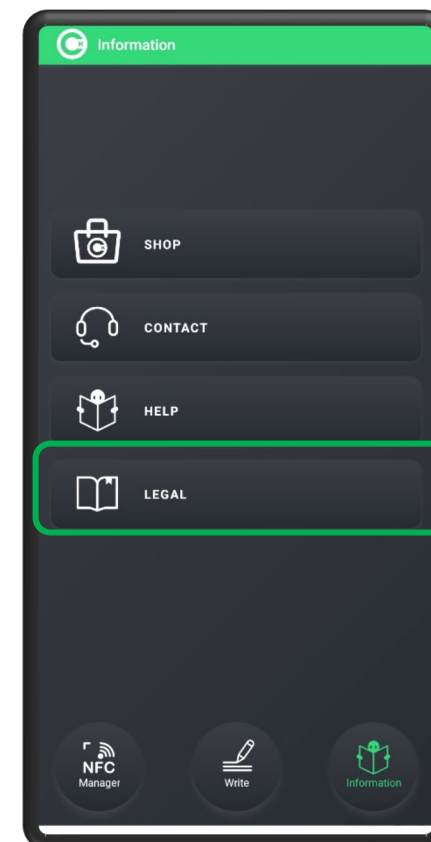 Information
SHOP
CONTACT
HELP
LEGAL
NFC
Manager
Write
Information